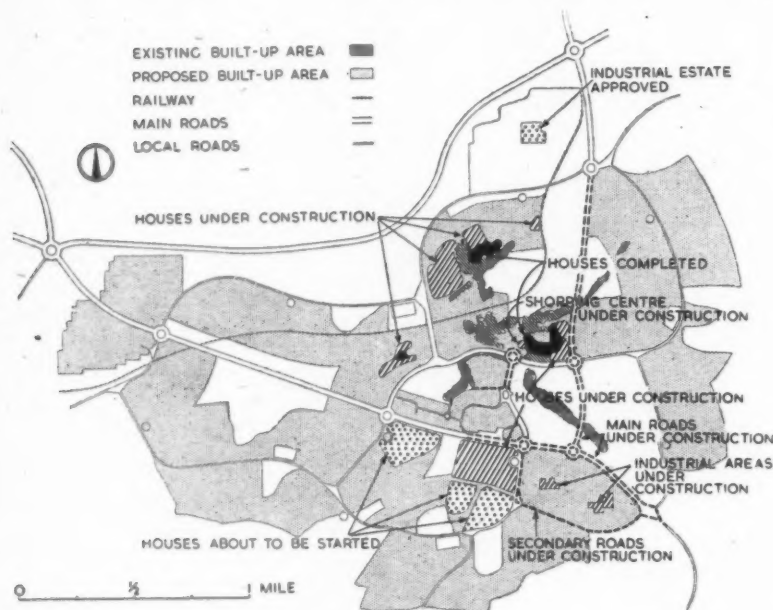 EXISTING BUILT-UP AREA
PROPOSED BUILT-UP AREA
RAILWAY
MAIN ROADS
LOCAL ROADS
INDUSTRIAL ESTATE
APPROVED
HOUSES UNDER CONSTRUCTION
HOUSES COMPLETED
SHOPPING CENTRE
UNDER CONSTRUCTION
HOUSES UNDER CONSTRUCTION
MAIN ROADS
UNDER CONSTRUCTION
INDUSTRIAL AREAS
UNDER
CONSTRUCTION
HOUSES ABOUT TO BE STARTED
SECONDARY ROADS
UNDER CONSTRUCTION
0 ½ 1 MILE